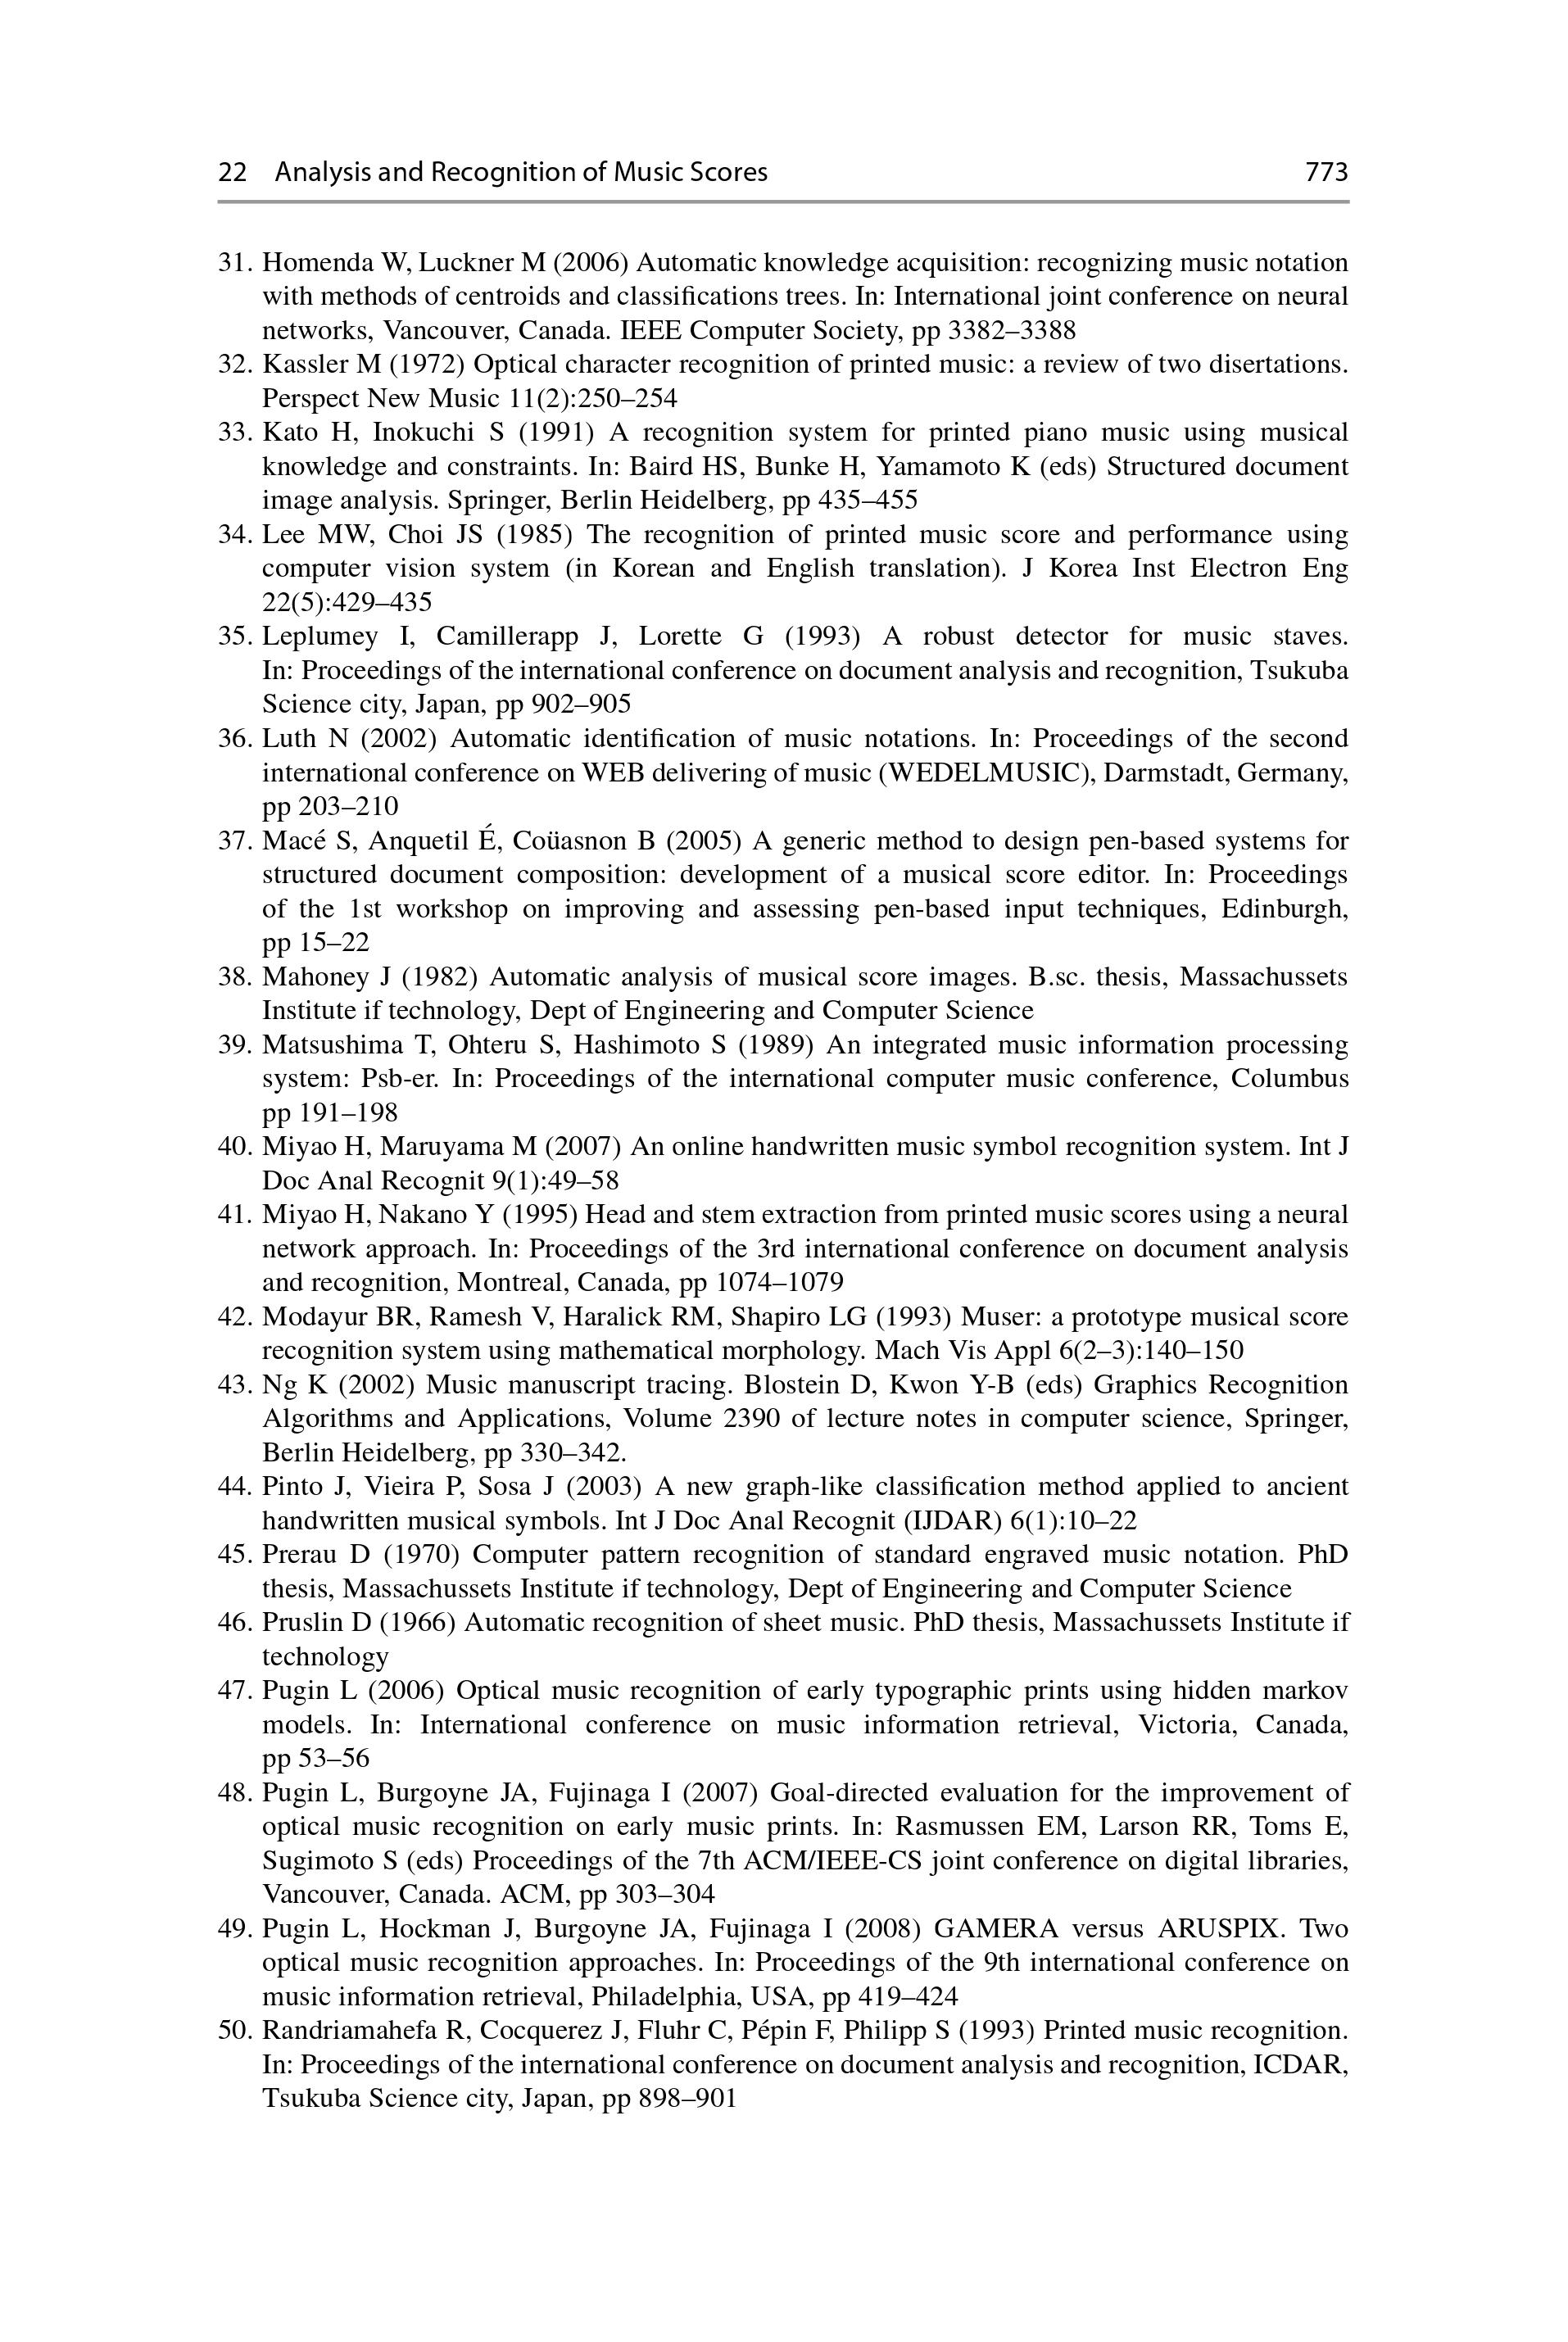 22 Analysis and Recognition of Music Scores 773
31. Homenda W, Luckner M (2006) Automatic knowledge acquisition: recognizing music notation
with methods of centroids and classifications trees. In: International joint conference on neural
networks, Vancouver, Canada. IEEE Computer Society, pp 3382–3388
32. Kassler M (1972) Optical character recognition of printed music: a review of two disertations.
Perspect New Music 11(2):250–254
33. Kato H, Inokuchi S (1991) A recognition system for printed piano music using musical
knowledge and constraints. In: Baird HS, Bunke H, Yamamoto K (eds) Structured document
image analysis. Springer, Berlin Heidelberg, pp 435–455
34. Lee MW, Choi JS (1985) The recognition of printed music score and performance using
computer vision system (in Korean and English translation). J Korea Inst Electron Eng
22(5):429–435
35. Leplumey I, Camillerapp J, Lorette G (1993) A robust detector for music staves.
In: Proceedings of the international conference on document analysis and recognition, Tsukuba
Science city, Japan, pp 902–905
36. Luth N (2002) Automatic identification of music notations. In: Proceedings of the second
international conference on WEB delivering of music (WEDELMUSIC), Darmstadt, Germany,
pp 203–210
37. Macé S, Anquetil É, Coüasnon B (2005) A generic method to design pen-based systems for
structured document composition: development of a musical score editor. In: Proceedings
of the 1st workshop on improving and assessing pen-based input techniques, Edinburgh,
pp 15–22
38. Mahoney J (1982) Automatic analysis of musical score images. B.sc. thesis, Massachussets
Institute if technology, Dept of Engineering and Computer Science
39. Matsushima T, Ohteru S, Hashimoto S (1989) An integrated music information processing
system: Psb-er. In: Proceedings of the international computer music conference, Columbus
pp 191–198
40. Miyao H, Maruyama M (2007) An online handwritten music symbol recognition system. Int J
Doc Anal Recognit 9(1):49–58
41. Miyao H, Nakano Y (1995) Head and stem extraction from printed music scores using a neural
network approach. In: Proceedings of the 3rd international conference on document analysis
and recognition, Montreal, Canada, pp 1074–1079
42. Modayur BR, Ramesh V, Haralick RM, Shapiro LG (1993) Muser: a prototype musical score
recognition system using mathematical morphology. Mach Vis Appl 6(2–3):140–150
43. Ng K (2002) Music manuscript tracing. Blostein D, Kwon Y-B (eds) Graphics Recognition
Algorithms and Applications, Volume 2390 of lecture notes in computer science, Springer,
Berlin Heidelberg, pp 330–342.
44. Pinto J, Vieira P, Sosa J (2003) A new graph-like classification method applied to ancient
handwritten musical symbols. Int J Doc Anal Recognit (IJDAR) 6(1):10–22
45. Prerau D (1970) Computer pattern recognition of standard engraved music notation. PhD
thesis, Massachussets Institute if technology, Dept of Engineering and Computer Science
46. Pruslin D (1966) Automatic recognition of sheet music. PhD thesis, Massachussets Institute if
technology
47. Pugin L (2006) Optical music recognition of early typographic prints using hidden markov
models. In: International conference on music information retrieval, Victoria, Canada,
pp 53–56
48. Pugin L, Burgoyne JA, Fujinaga I (2007) Goal-directed evaluation for the improvement of
optical music recognition on early music prints. In: Rasmussen EM, Larson RR, Toms E,
Sugimoto S (eds) Proceedings of the 7th ACM/IEEE-CS joint conference on digital libraries,
Vancouver, Canada. ACM, pp 303–304
49. Pugin L, Hockman J, Burgoyne JA, Fujinaga I (2008) GAMERA versus ARUSPIX. Two
optical music recognition approaches. In: Proceedings of the 9th international conference on
music information retrieval, Philadelphia, USA, pp 419–424
50. Randriamahefa R, Cocquerez J, Fluhr C, Pépin F, Philipp S (1993) Printed music recognition.
In: Proceedings of the international conference on document analysis and recognition, ICDAR,
Tsukuba Science city, Japan, pp 898–901